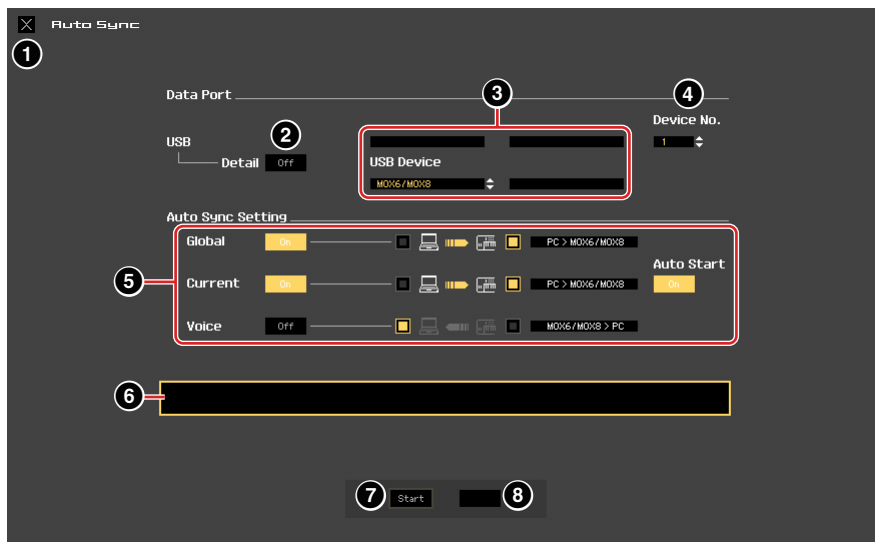 Auto Sync
1
Data Port
3
4
Device No.
USB
2
1
Detail Off
USB Device
MOX6/MOX8
Auto Sync Setting
Global On PC > MOX6/MOX8
5
Auto Start
Current On PC > MOX6/MOX8 On
Voice Off MOX6/MOX8 > PC
6
7 Start 8